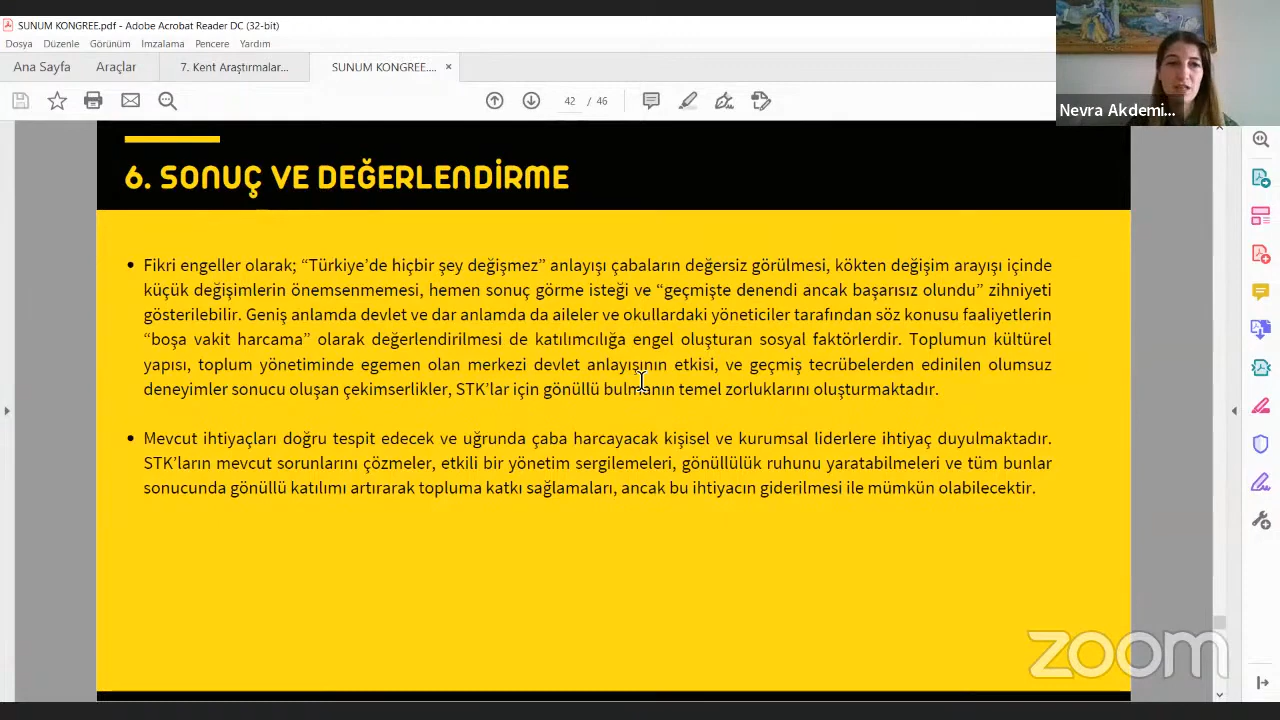 SUNUM KONGREE.pdf - Adobe Acrobat Reader DC (32-bit)
Dosya Düzenle Görünüm İmzalama Pencere Yardım
Ana Sayfa Araçlar 7. Kent Araştırmalar... SUNUM KONGREE.... ×
42 / 46
Nevra Akdemi...
6. SONUÇ VE DEĞERLENDİRME
• Fikri engeller olarak; “Türkiye’de hiçbir şey değişmez” anlayışı çabaların değersiz görülmesi, kökten değişim arayışı içinde
küçük değişimlerin önemsenmemesi, hemen sonuç görme isteği ve “geçmişte denendi ancak başarısız olundu” zihniyeti
gösterilebilir. Geniş anlamda devlet ve dar anlamda da aileler ve okullardaki yöneticiler tarafından söz konusu faaliyetlerin
“boşa vakit harcama” olarak değerlendirilmesi de katılımcılığa engel oluşturan sosyal faktörlerdir. Toplumun kültürel
yapısı, toplum yönetiminde egemen olan merkezi devlet anlayışının etkisi, ve geçmiş tecrübelerden edinilen olumsuz
deneyimler sonucu oluşan çekimserlikler, STK’lar için gönüllü bulmanın temel zorluklarını oluşturmaktadır.
• Mevcut ihtiyaçları doğru tespit edecek ve uğrunda çaba harcayacak kişisel ve kurumsal liderlere ihtiyaç duyulmaktadır.
STK’ların mevcut sorunlarını çözmeler, etkili bir yönetim sergilemeleri, gönüllülük ruhunu yaratabilmeleri ve tüm bunlar
sonucunda gönüllü katılımı artırarak topluma katkı sağlamaları, ancak bu ihtiyacın giderilmesi ile mümkün olabilecektir.
zoom